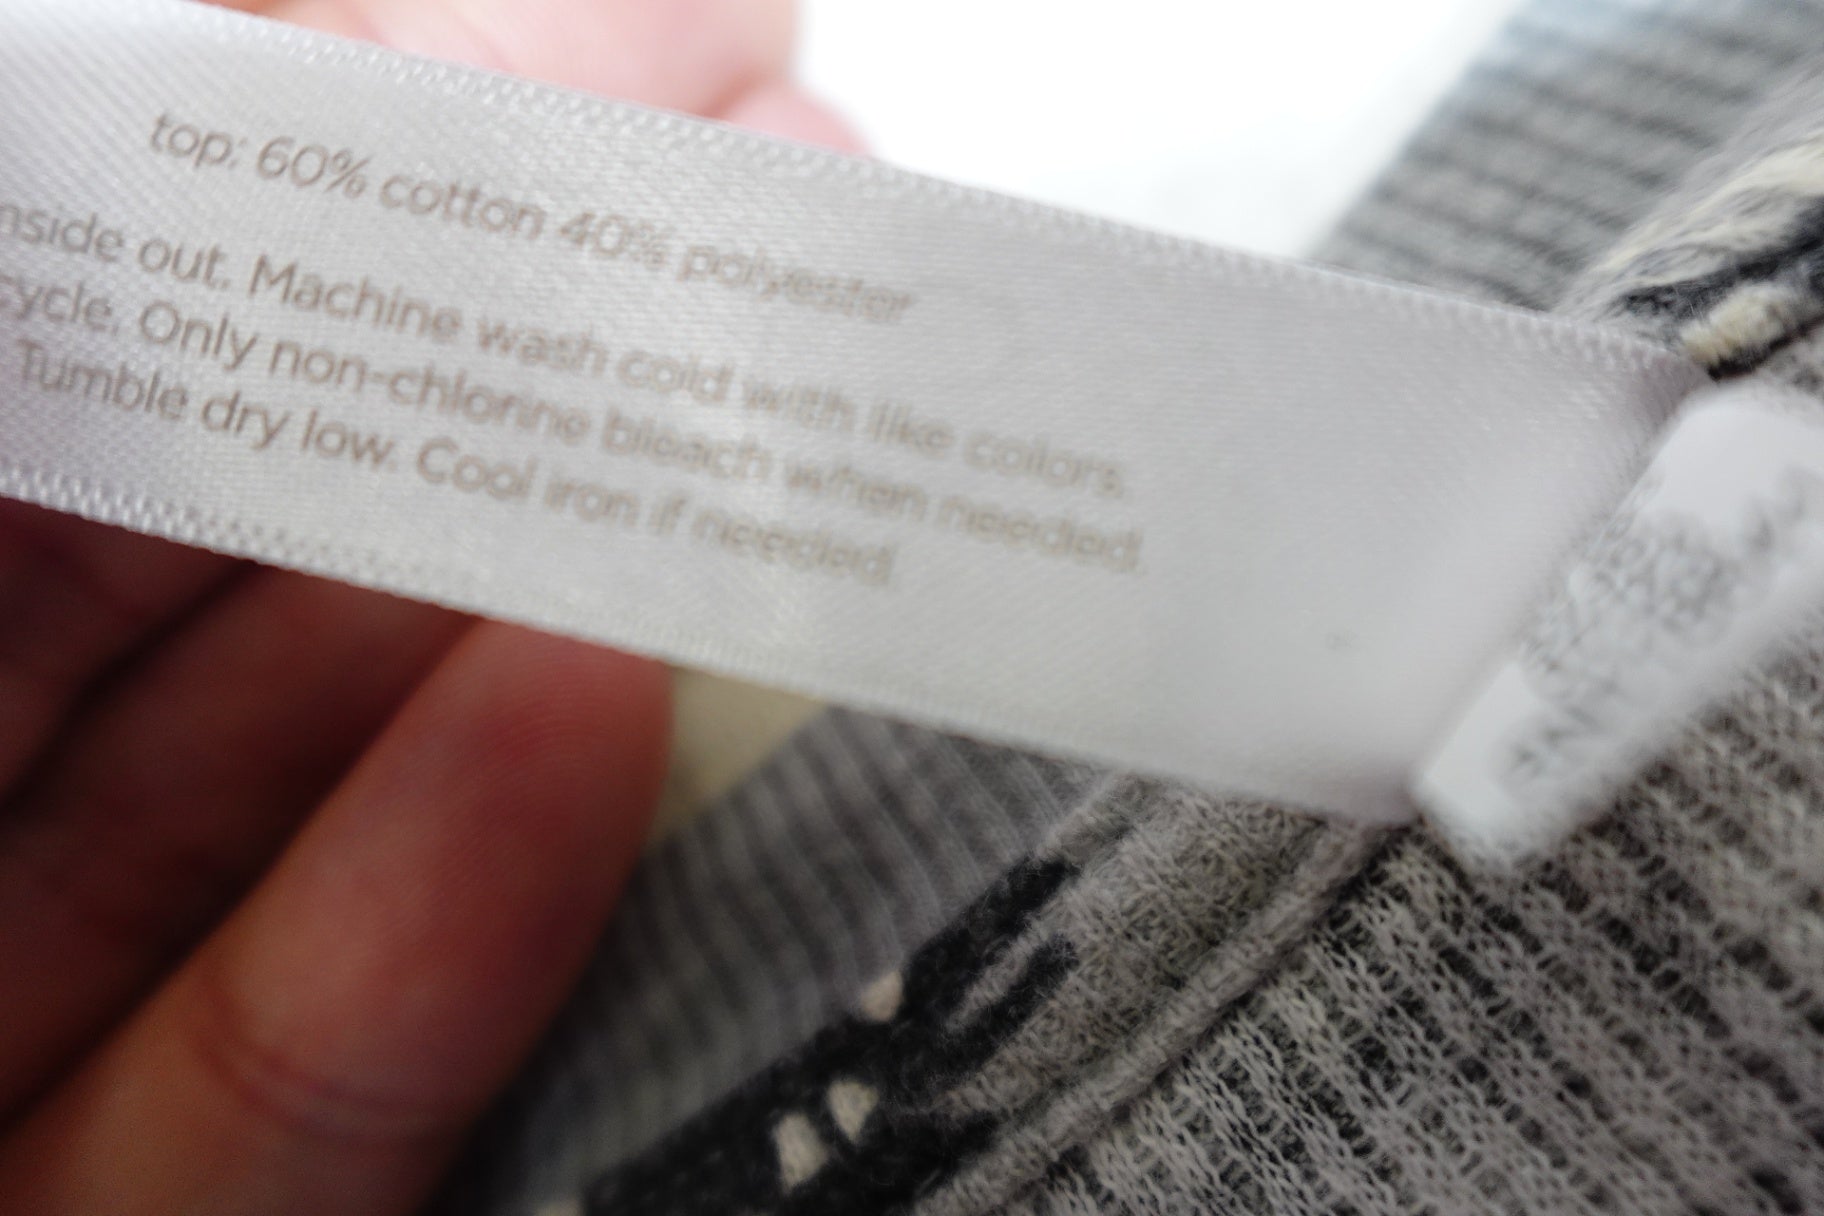 top: 60% cotton 40% polyester
nside out. Machine wash cold with like colors.
ycle. Only non-chlorine bleach when needed.
Tumble dry low. Cool iron if needed.